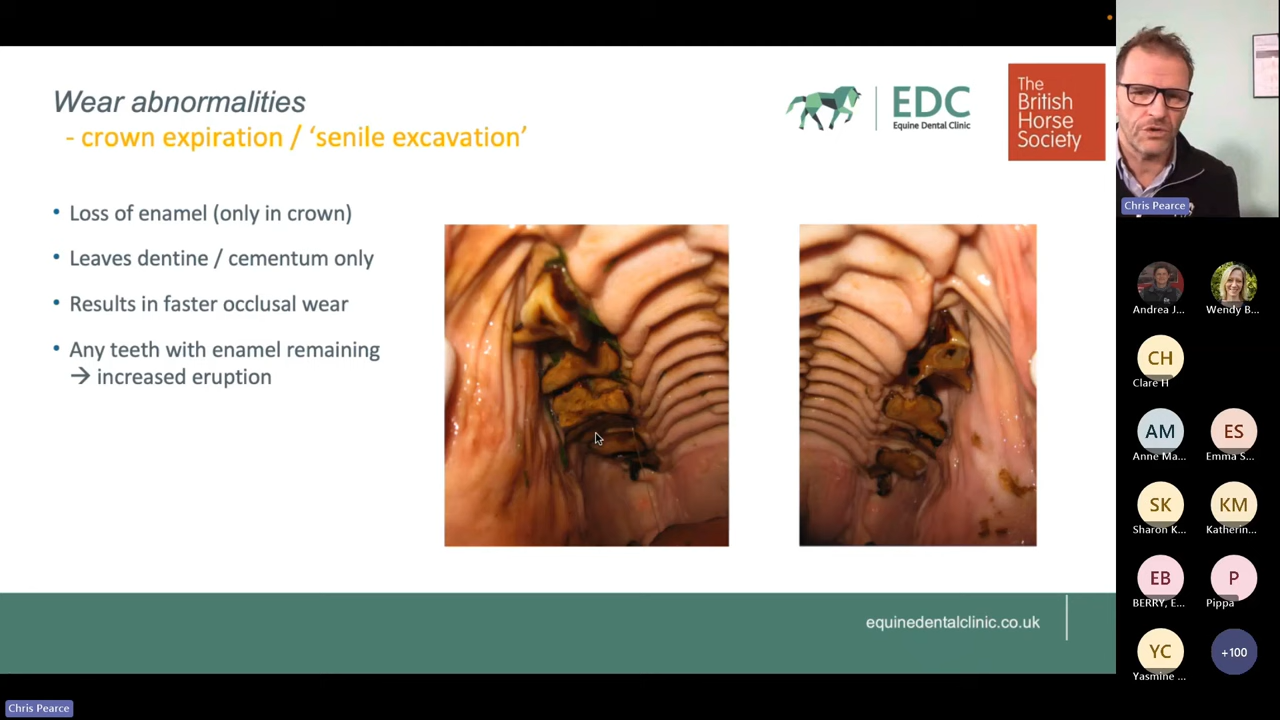 Wear abnormalities
- crown expiration / ‘senile excavation’
EDC
Equine Dental Clinic
The
British
Horse
Society
• Loss of enamel (only in crown)
• Leaves dentine / cementum only
• Results in faster occlusal wear
• Any teeth with enamel remaining
→ increased eruption
equinedentalclinic.co.uk
Chris Pearce
Andrea J...
Wendy B...
CH
Clare H
AM
Anne Ma...
ES
Emma S...
SK
Sharon K...
KM
Katherin...
EB
BERRY, E...
P
Pippa
YC
Yasmine ...
+100
Chris Pearce